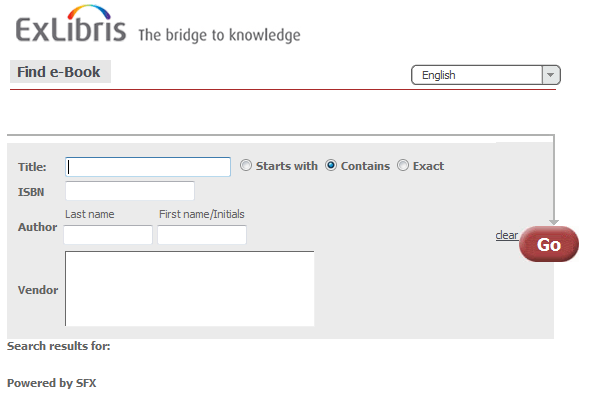 ExLibris The bridge to knowledge
Find e-Book
English
Title: Starts with Contains Exact
ISBN
Last name First name/Initials
Author
clear Go
Vendor
Search results for:
Powered by SFX